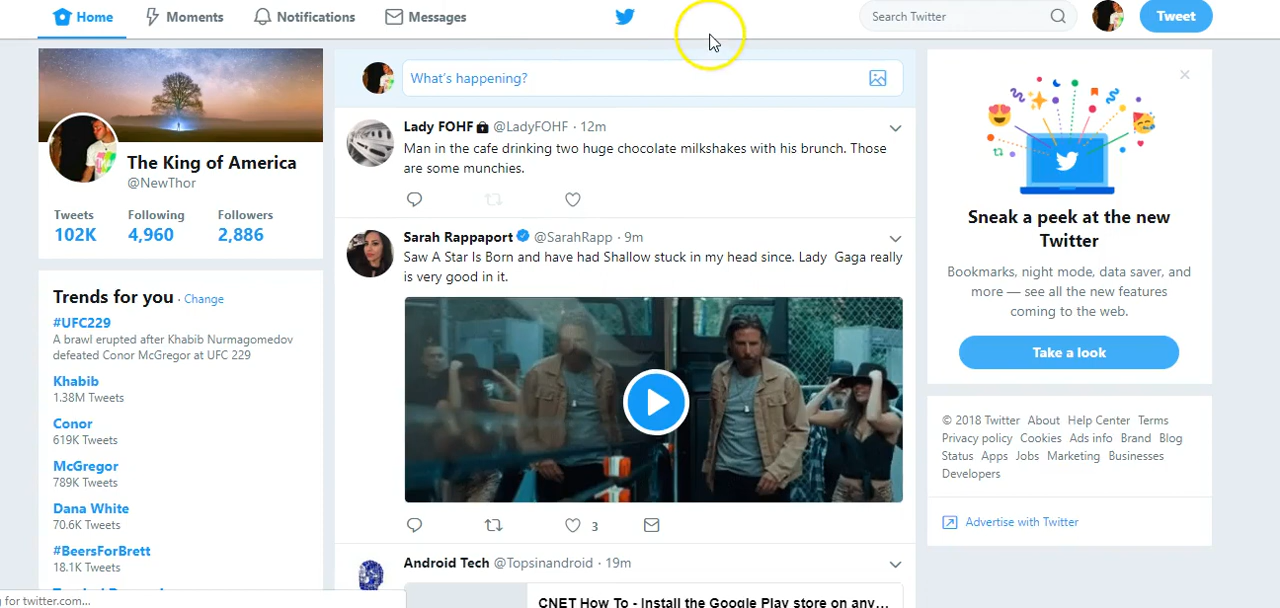 Home Moments Notifications Messages Search Twitter Tweet
The King of America
@NewThor
Tweets Following Followers
102K 4,960 2,886
Trends for you · Change
#UFC229
A brawl erupted after Khabib Nurmagomedov
defeated Conor McGregor at UFC 229
Khabib
1.38M Tweets
Conor
619K Tweets
McGregor
789K Tweets
Dana White
70.6K Tweets
#BeersForBrett
18.1K Tweets
for twitter.com...
What's happening?
Lady FOHF @LadyFOHF · 12m
Man in the cafe drinking two huge chocolate milkshakes with his brunch. Those
are some munchies.
Sarah Rappaport @SarahRapp · 9m
Saw A Star Is Born and have had Shallow stuck in my head since. Lady Gaga really
is very good in it.
3
Android Tech @Topsinandroid · 19m
CNET How To - Install the Google Play store on any...
Sneak a peek at the new
Twitter
Bookmarks, night mode, data saver, and
more — see all the new features
coming to the web.
Take a look
© 2018 Twitter About Help Center Terms
Privacy policy Cookies Ads info Brand Blog
Status Apps Jobs Marketing Businesses
Developers
Advertise with Twitter